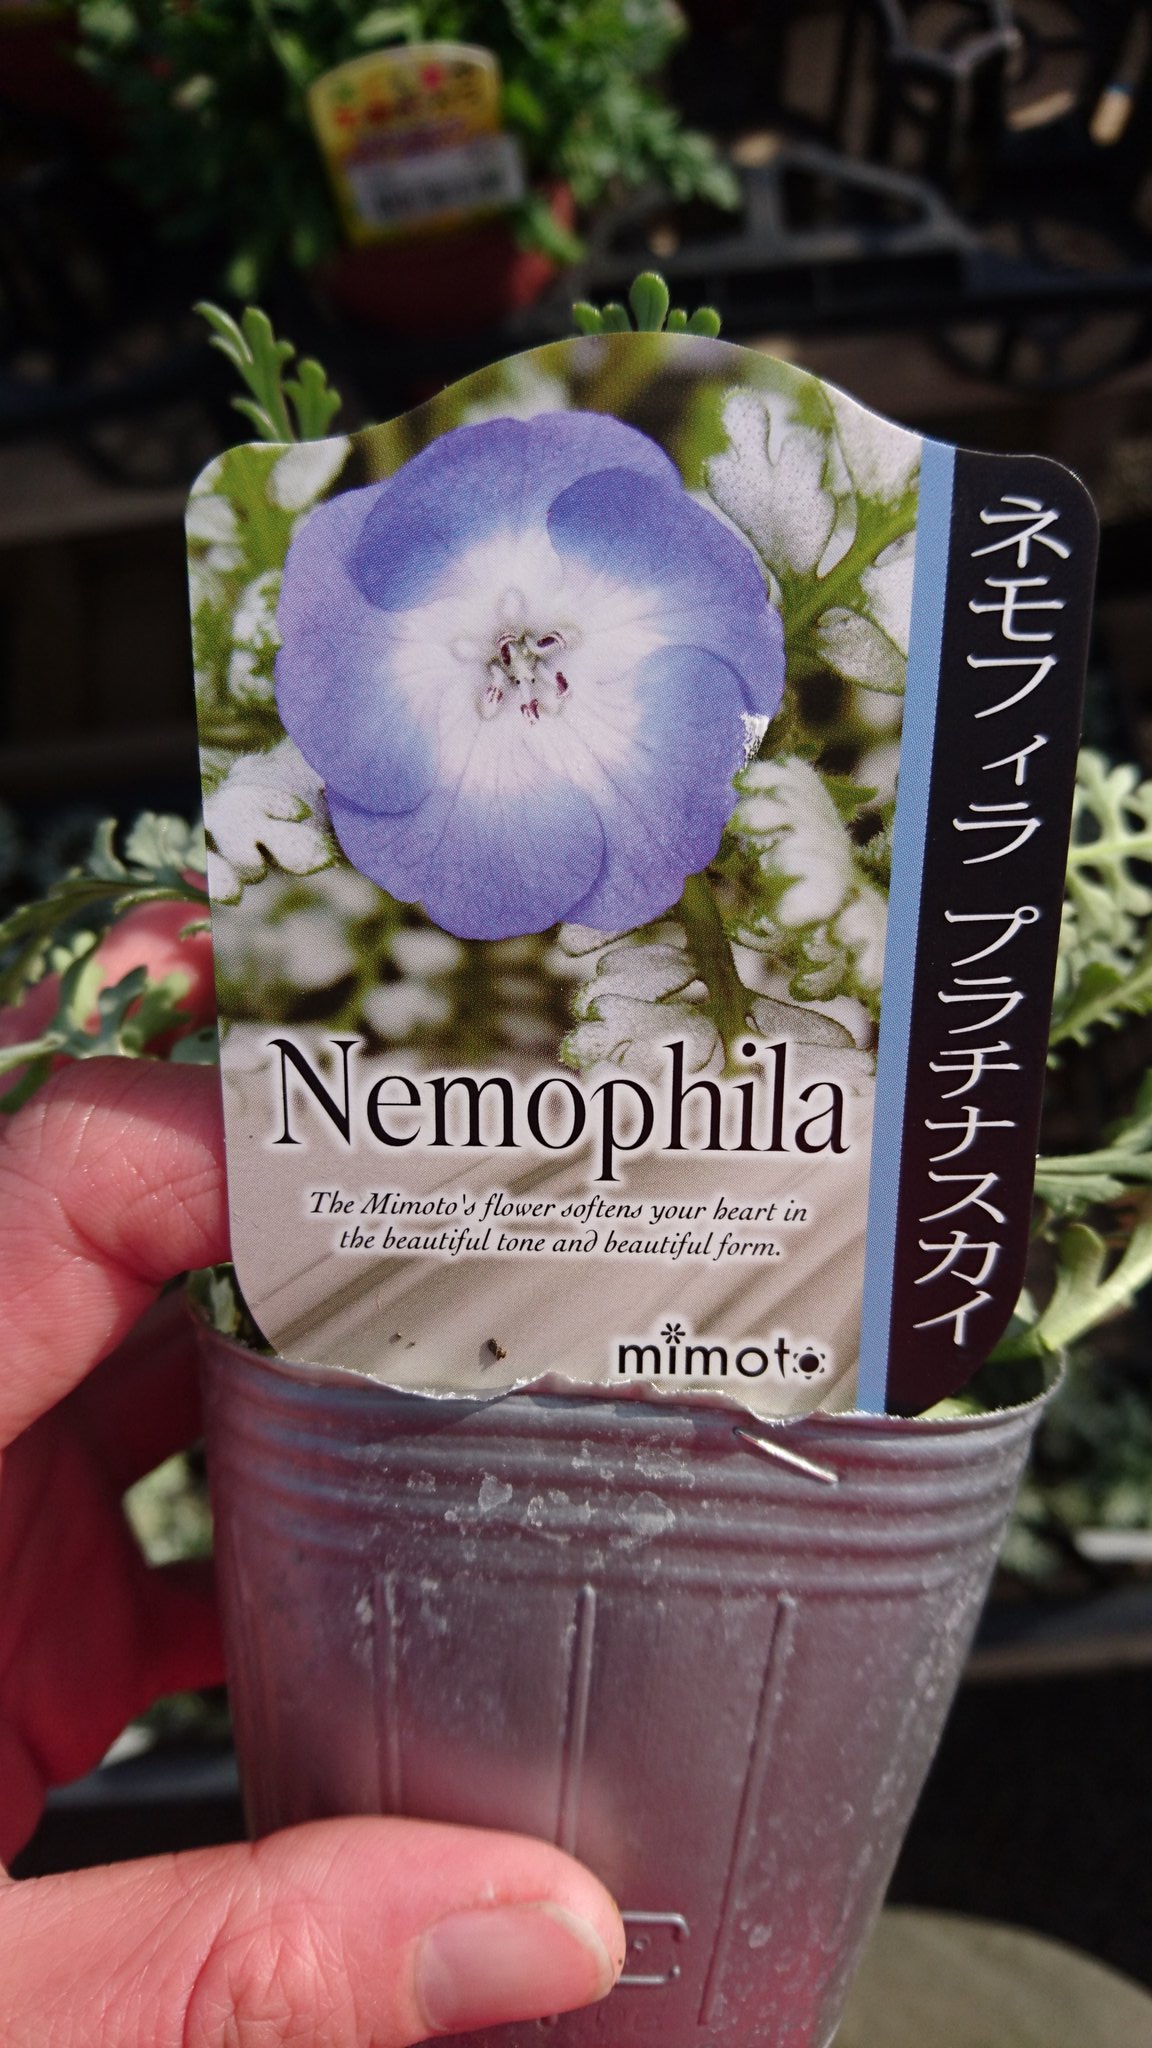 ネモフィラ プラチナスカイ
Nemophila
The Mimoto's flower softens your heart in
the beautiful tone and beautiful form.
mimoto